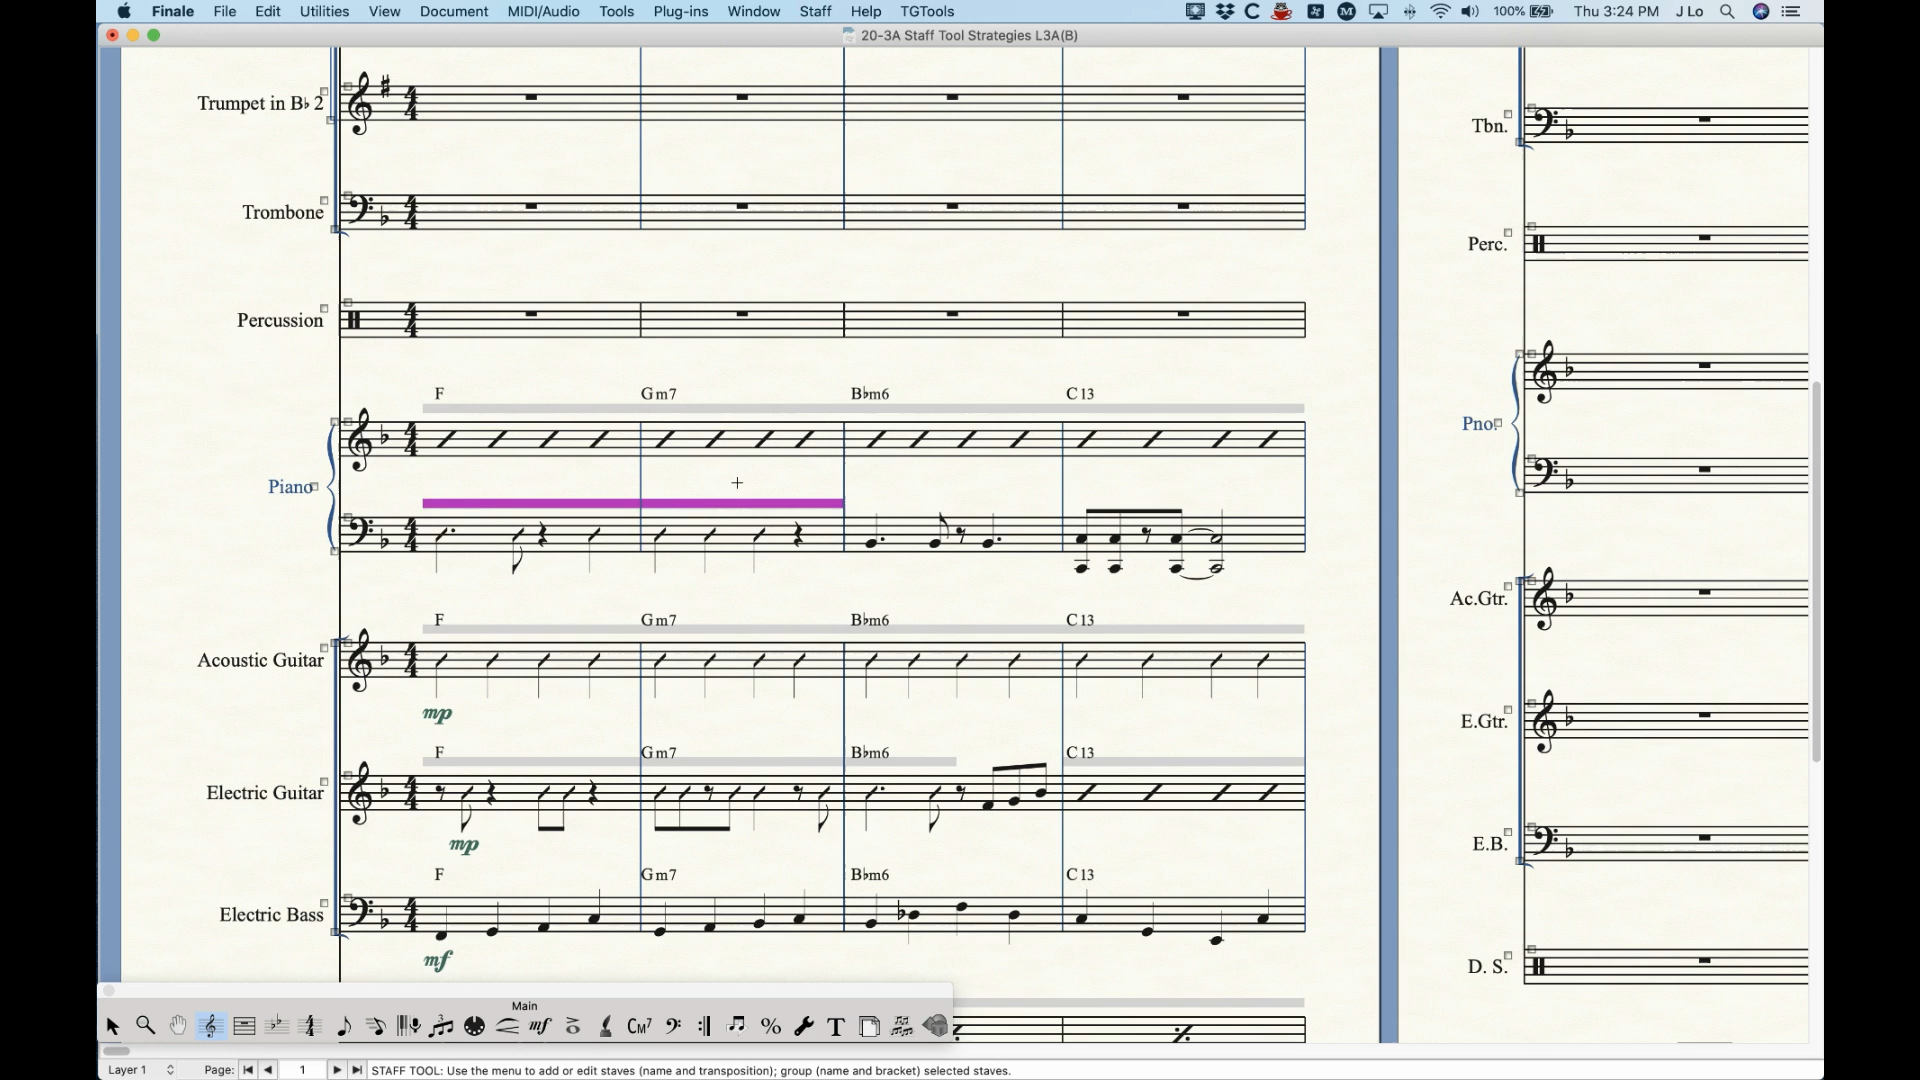 Finale File Edit Utilities View Document MIDI/Audio Tools Plug-ins Window Staff Help TGTools 100% Thu 3:24 PM J Lo
20-3A Staff Tool Strategies L3A(B)
Trumpet in B♭ 2
Tbn.
Trombone
Perc.
Percussion
F Gm7 B♭m6 C13
Pno.
Piano
Ac.Gtr.
F Gm7 B♭m6 C13
Acoustic Guitar
mp
E.Gtr.
F Gm7 B♭m6 C13
Electric Guitar
mp
E.B.
F Gm7 B♭m6 C13
Electric Bass
mf
D. S.
Main
mf CM7 % T
Layer 1 Page: 1 STAFF TOOL: Use the menu to add or edit staves (name and transposition); group (name and bracket) selected staves.